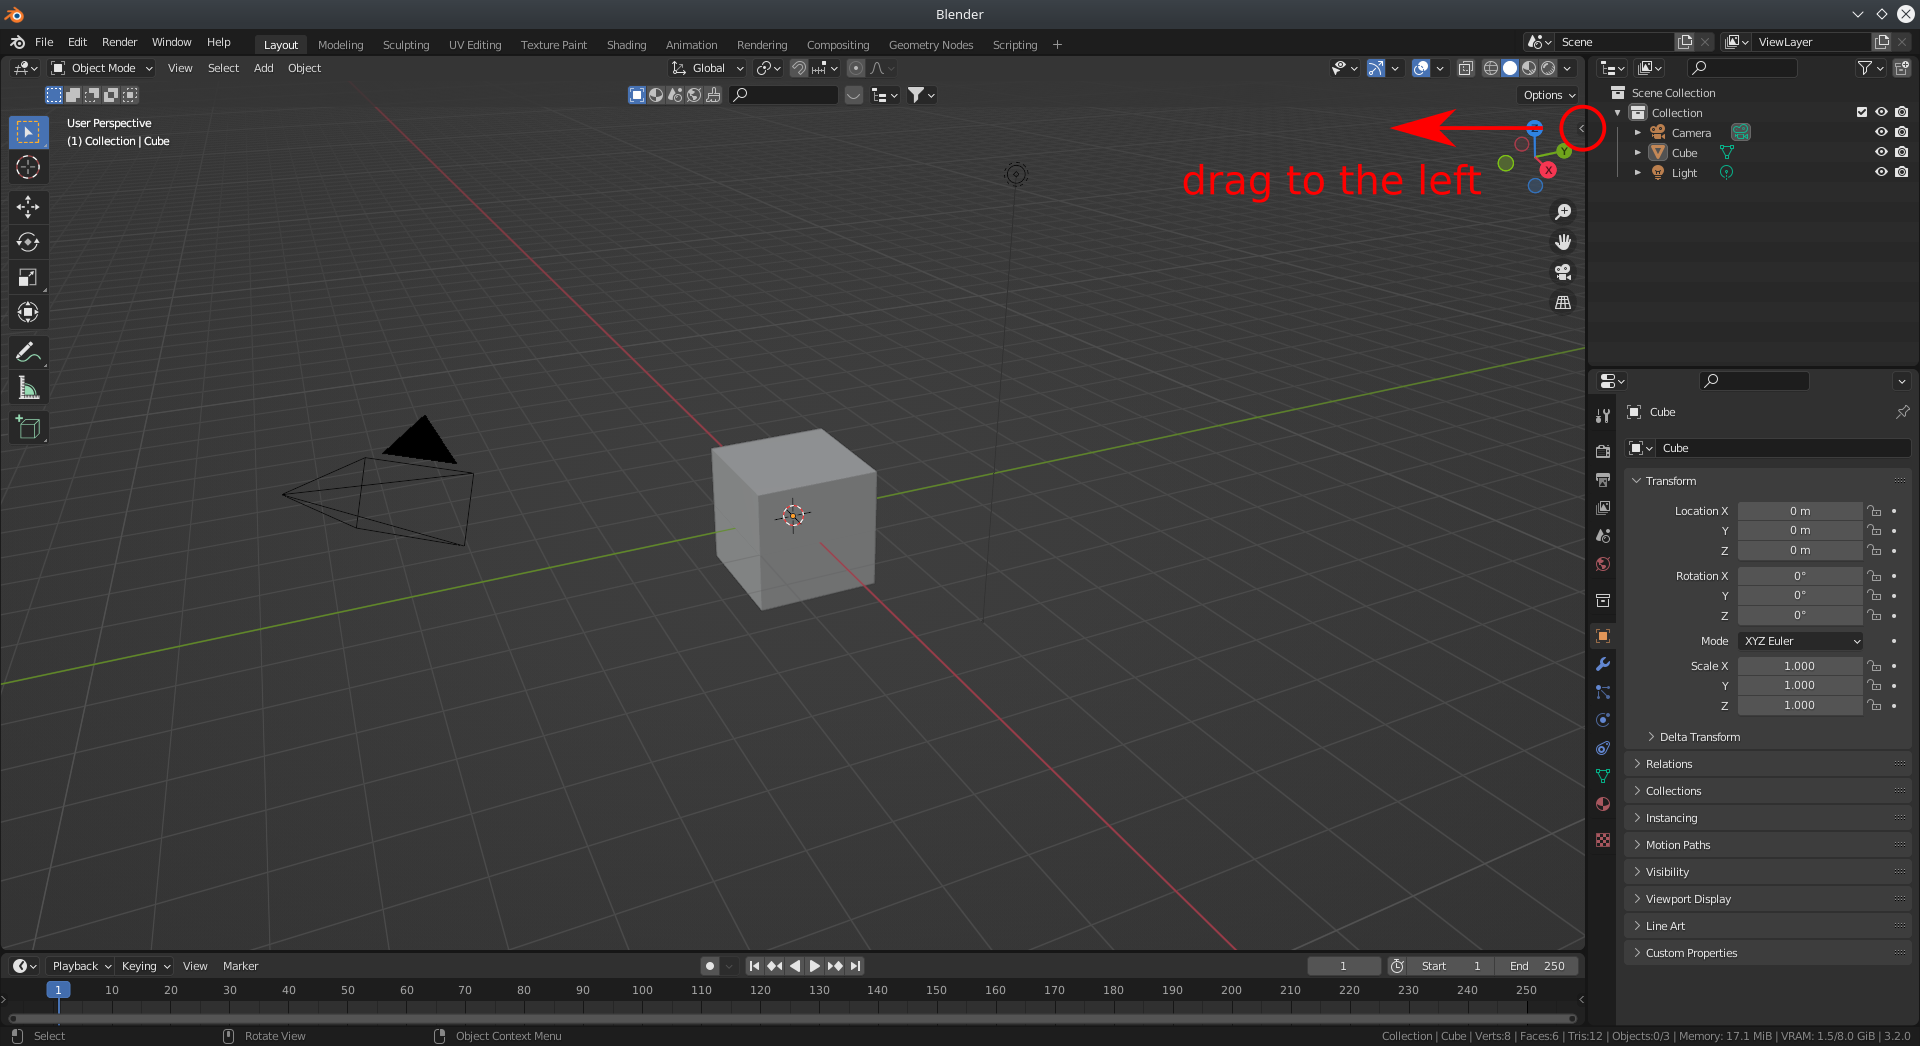 Blender
File Edit Render Window Help Layout Modeling Sculpting UV Editing Texture Paint Shading Animation Rendering Compositing Geometry Nodes Scripting + Scene ViewLayer
Object Mode View Select Add Object Global
Options
User Perspective
(1) Collection | Cube
drag to the left
Z
Y
X
Scene Collection
Collection
Camera
Cube
Light
Cube
Cube
Transform
Location X 0 m
Y 0 m
Z 0 m
Rotation X 0°
Y 0°
Z 0°
Mode XYZ Euler
Scale X 1.000
Y 1.000
Z 1.000
Delta Transform
Relations
Collections
Instancing
Motion Paths
Visibility
Viewport Display
Line Art
Custom Properties
Playback Keying View Marker 1 Start 1 End 250
1 10 20 30 40 50 60 70 80 90 100 110 120 130 140 150 160 170 180 190 200 210 220 230 240 250
Select Rotate View Object Context Menu Collection | Cube | Verts:8 | Faces:6 | Tris:12 | Objects:0/3 | Memory: 17.1 MiB | VRAM: 1.5/8.0 GiB | 3.2.0